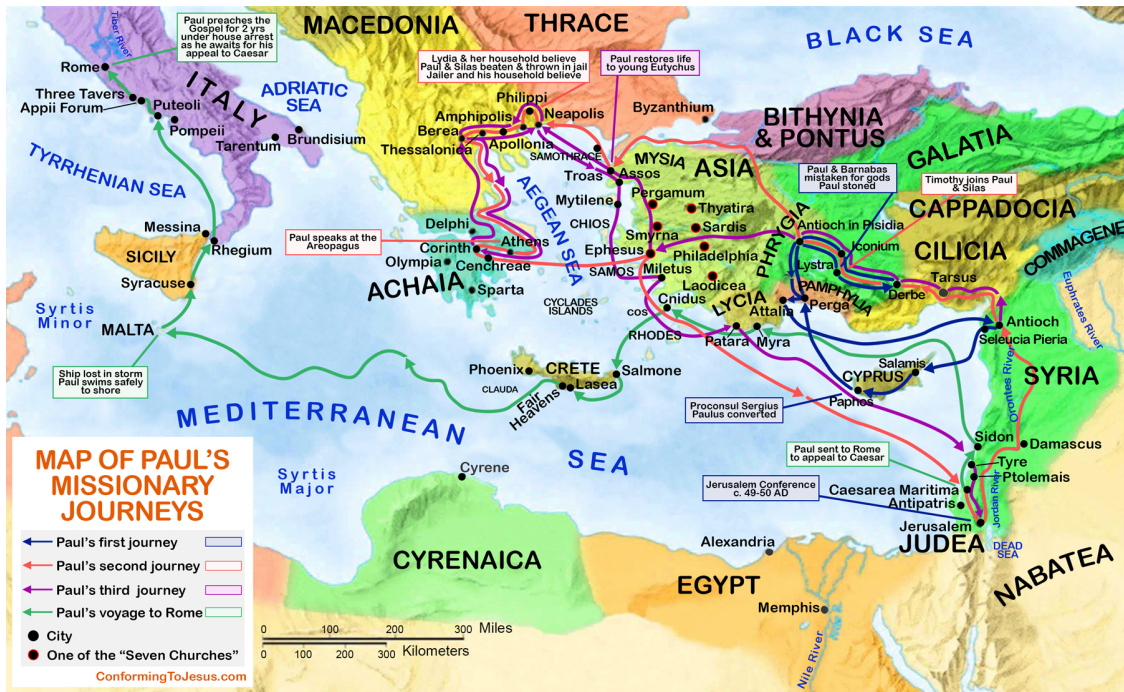 Paul preaches the
Gospel for 2 yrs
under house arrest
as he awaits for his
appeal to Caesar
MACEDONIA
THRACE
BLACK SEA
Tiber River
Rome
ITALY
ADRIATIC
SEA
Three Tavers
Appii Forum
Puteoli
Pompeii
Tarentum
Brundisium
TYRRHENIAN SEA
Lydia & her household believe
Paul & Silas beaten & thrown in jail
Jailer and his household believe
Paul restores life
to young Eutychus
Philippi
Neapolis
Amphipolis
Berea
Thessalonica
Apollonia
SAMOTHRACE
Byzanthium
BITHYNIA
& PONTUS
GALATIA
MYSIA
ASIA
Troas
Assos
Paul & Barnabas
mistaken for gods
Paul stoned
Timothy joins Paul
& Silas
CAPPADOCIA
AEGEAN SEA
Mytilene
Pergamum
Thyatira
CHIOS
Smyrna
Sardis
PHRYGIA
Antioch in Pisidia
Iconium
CILICIA
COMMAGENE
Messina
Rhegium
SICILY
Syracuse
Delphi
Paul speaks at the
Areopagus
Corinth
Athens
Olympia
Cenchreae
ACHAIA
Sparta
Ephesus
Philadelphia
SAMOS
Miletus
Laodicea
Lystra
Derbe
Tarsus
PAMPHYLIA
Perga
Attalia
LYCIA
Cnidus
CYCLADES
ISLANDS
COS
RHODES
Patara
Myra
Antioch
Seleucia Pieria
Euphrates River
Syrtis
Minor
MALTA
Ship lost in storm
Paul swims safely
to shore
Phoenix
CRETE
Salmone
CLAUDA
Lasea
Fair
Heavens
Salamis
CYPRUS
Paphos
Orontes River
SYRIA
Proconsul Sergius
Paulus converted
MEDITERRANEAN
SEA
Sidon
Damascus
Paul sent to Rome
to appeal to Caesar
Tyre
Ptolemais
Syrtis
Major
Cyrene
Jerusalem Conference
c. 49-50 AD
Caesarea Maritima
Antipatris
Jordan River
Jerusalem
JUDEA
DEAD
SEA
NABATEA
CYRENAICA
Alexandria
EGYPT
Memphis
Nile River
MAP OF PAUL'S
MISSIONARY
JOURNEYS
Paul's first journey
Paul's second journey
Paul's third journey
Paul's voyage to Rome
City
One of the "Seven Churches"
ConformingToJesus.com
0 100 200 300 Miles
0 100 200 300 Kilometers